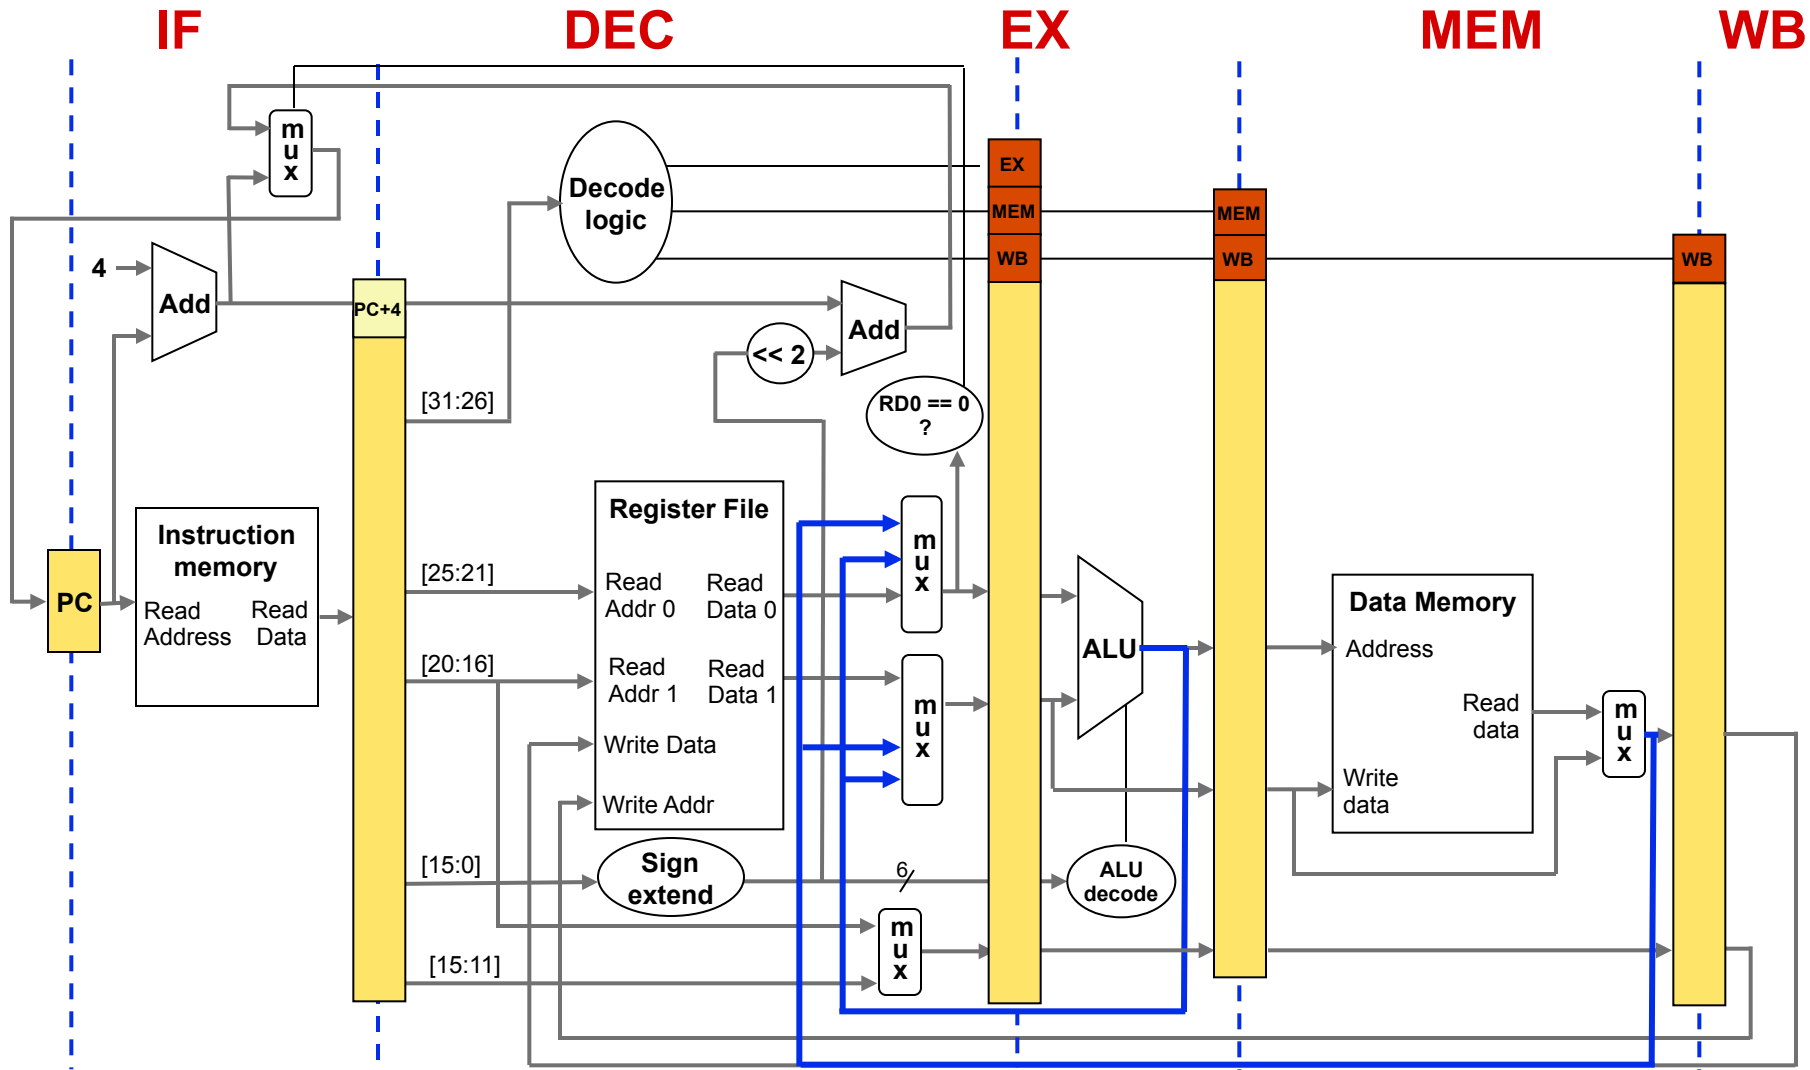 IF
DEC
EX
MEM
WB
m
u
x
4
Add
PC+4
Decode
logic
EX
MEM
WB
MEM
WB
WB
<< 2
Add
[31:26]
RD0 == 0
?
PC
Instruction
memory
Read
Address
Read
Data
[25:21]
[20:16]
[15:0]
[15:11]
Register File
Read
Addr 0
Read
Data 0
Read
Addr 1
Read
Data 1
Write Data
Write Addr
Sign
extend
6
m
u
x
m
u
x
m
u
x
ALU
ALU
decode
Data Memory
Address
Read
data
Write
data
m
u
x